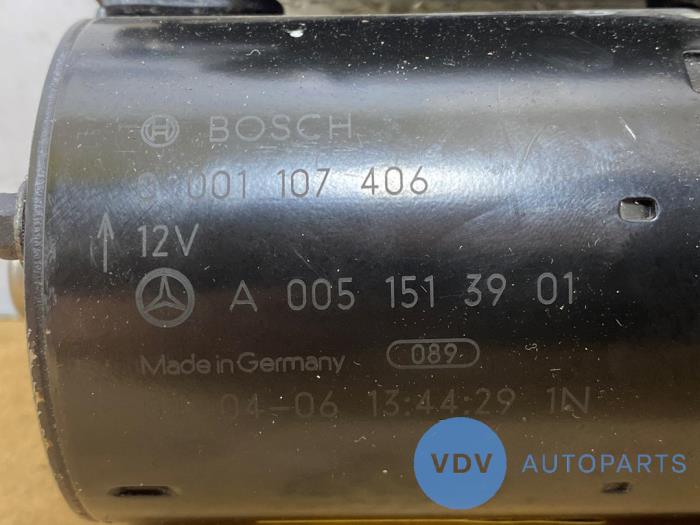 BOSCH
0 001 107 406
12V
A 005 151 39 01
Made in Germany 089
04-06 13:44:29 1N
VDV AUTOPARTS